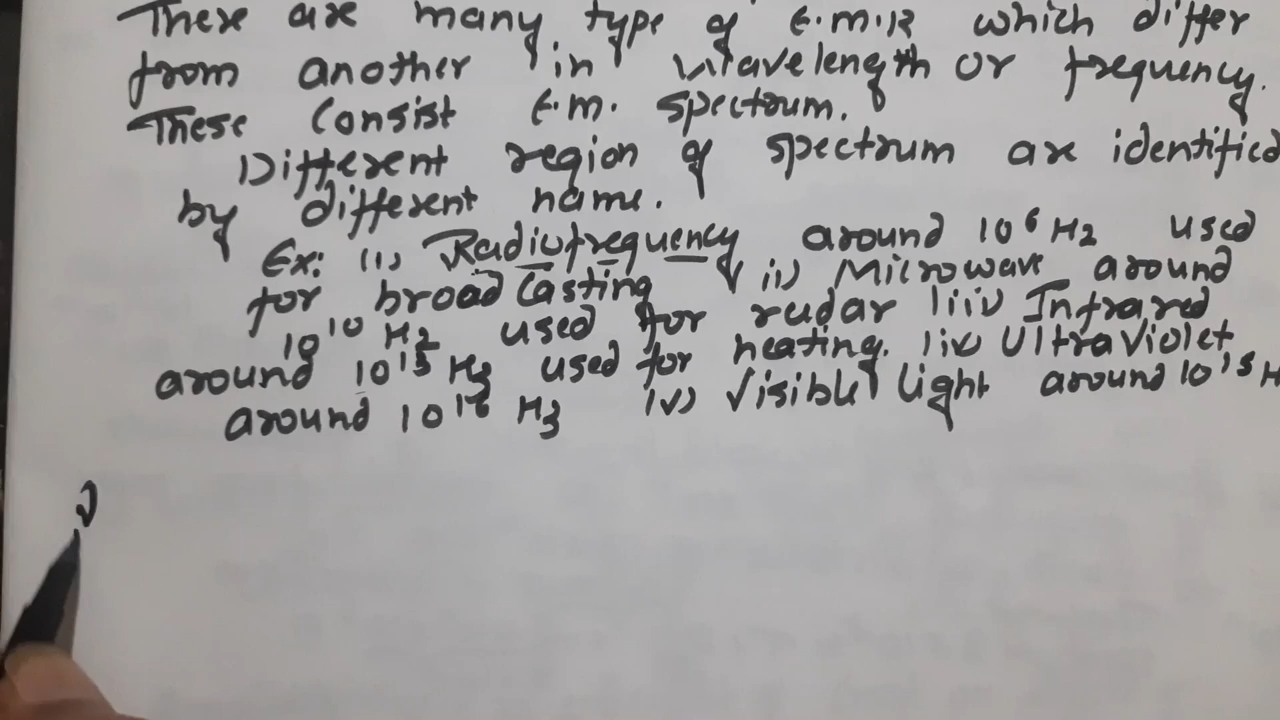 These are many type of E.M.R which differ
from another in wavelength or frequency.
These Consist E.m. spectrum.
Different region of spectrum are identified
by different name.
Ex: (i) Radiofrequency around 10⁶ Hz used
for broad casting ii) Microwave around
10¹⁰ Hz used for radar (iii) Infrared
around 10¹³ Hz used for heating. (iv) Ultraviolet
around 10¹⁶ Hz (v) Visible light around 10¹⁵ H